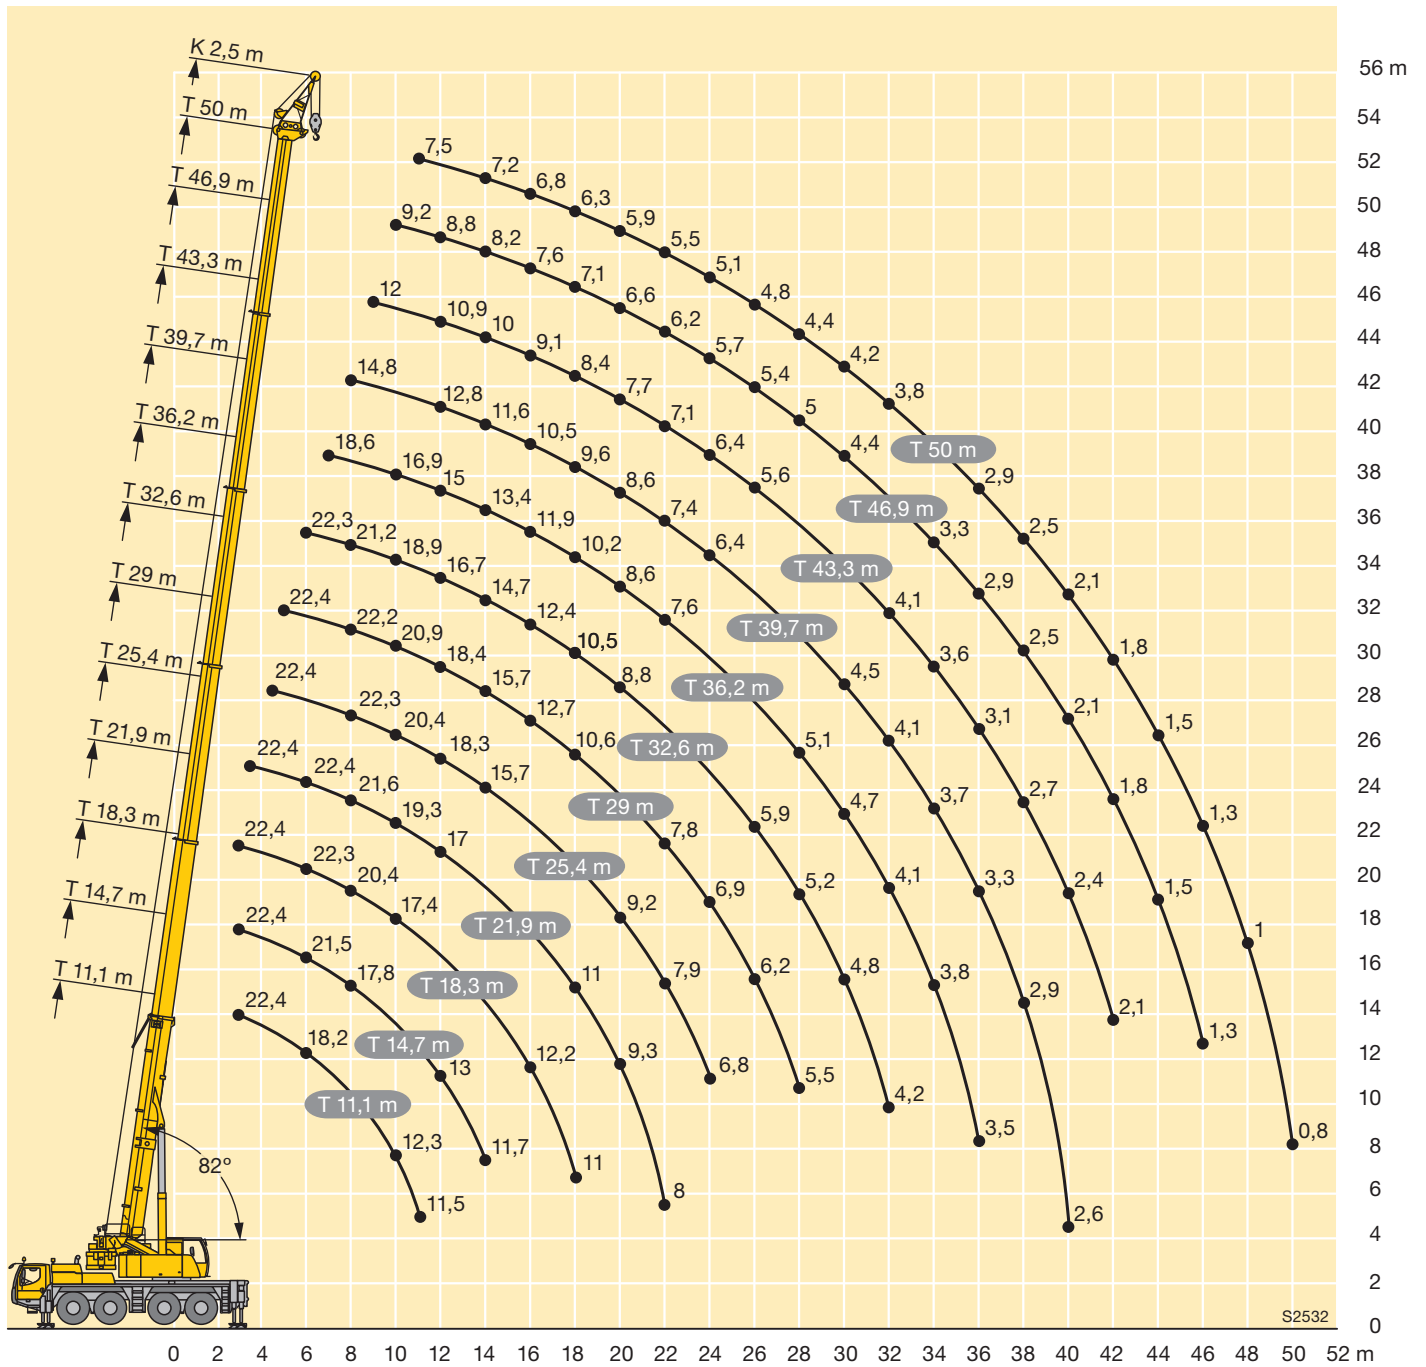 K 2,5 m
T 50 m
T 46,9 m
T 43,3 m
T 39,7 m
T 36,2 m
T 32,6 m
T 29 m
T 25,4 m
T 21,9 m
T 18,3 m
T 14,7 m
T 11,1 m
82º
7,5 7,2 6,8 6,3 5,9 5,5 5,1 4,8 4,4 4,2 3,8 T 50 m 2,9 2,5 2,1 1,8 1,5 1,3 1 0,8
9,2 8,8 8,2 7,6 7,1 6,6 6,2 5,7 5,4 5 4,4 T 46,9 m 3,3 2,9 2,5 2,1 1,8 1,5 1,3
12 10,9 10 9,1 8,4 7,7 7,1 6,4 5,6 T 43,3 m 4,1 3,6 3,1 2,7 2,4 2,1
14,8 12,8 11,6 10,5 9,6 8,6 7,4 6,4 T 39,7 m 4,5 4,1 3,7 3,3 2,9 2,6
18,6 16,9 15 13,4 11,9 10,2 8,6 7,6 T 36,2 m 5,1 4,7 4,1 3,8 3,5
22,3 21,2 18,9 16,7 14,7 12,4 10,5 8,8 T 32,6 m 5,9 5,2 4,8 4,2
22,4 22,2 20,9 18,4 15,7 12,7 10,6 T 29 m 7,8 6,9 6,2 5,5
22,4 22,3 20,4 18,3 15,7 T 25,4 m 9,2 7,9 6,8
22,4 22,4 21,6 19,3 17 T 21,9 m 11 9,3 8
22,4 22,3 20,4 17,4 T 18,3 m 12,2 11
22,4 21,5 17,8 T 14,7 m 13 11,7
22,4 18,2 T 11,1 m 12,3 11,5
56 m
54
52
50
48
46
44
42
40
38
36
34
32
30
28
26
24
22
20
18
16
14
12
10
8
6
4
2
0
S2532
0 2 4 6 8 10 12 14 16 18 20 22 24 26 28 30 32 34 36 38 40 42 44 46 48 50 52 m